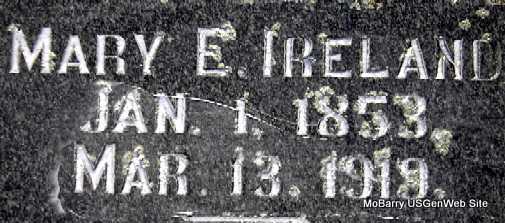 MARY E. IRELAND
JAN. 1, 1853.
MAR. 13. 1919.
MoBarry USGenWeb Site